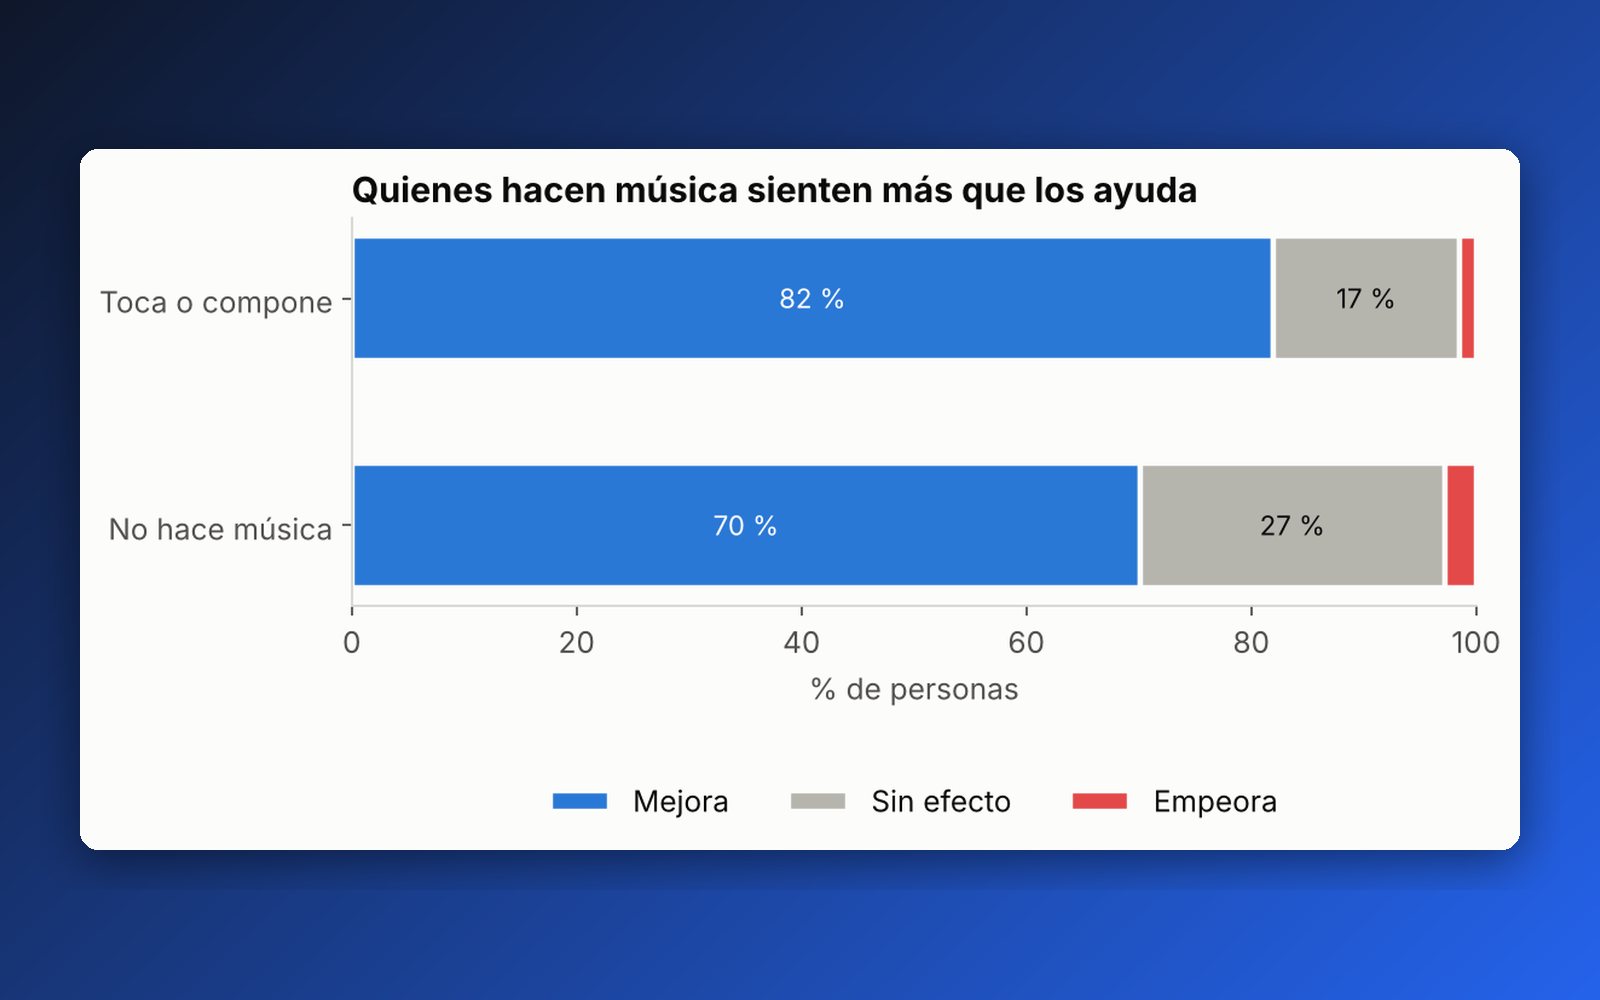 Quienes hacen música sienten más que los ayuda
Toca o compone
82 %
17 %
No hace música
70 %
27 %
0 20 40 60 80 100
% de personas
Mejora Sin efecto Empeora